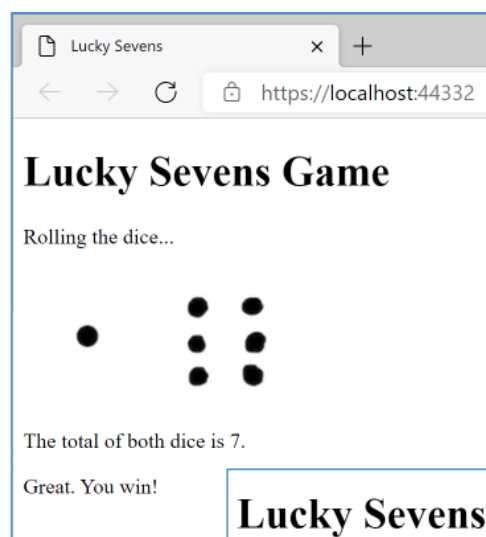 Lucky Sevens
https://localhost:44332
Lucky Sevens Game
Rolling the dice...
The total of both dice is 7.
Great. You win!
Lucky Sevens